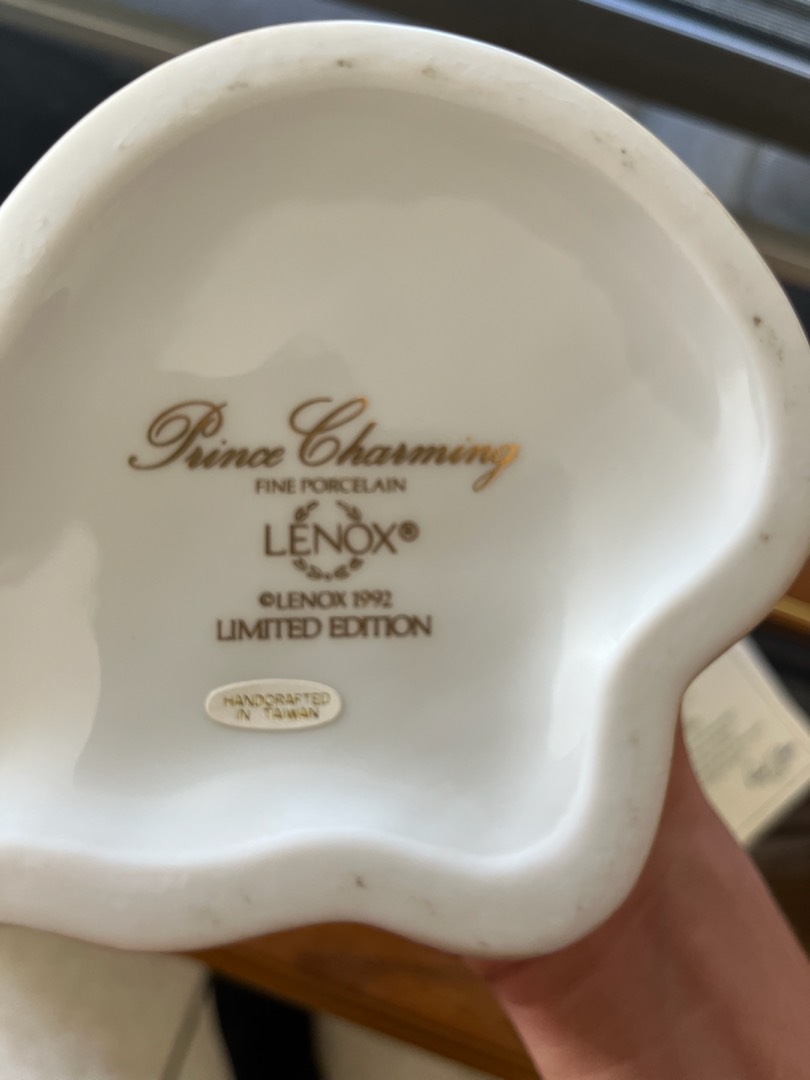 Prince Charming
FINE PORCELAIN
LENOX®
©LENOX 1992
LIMITED EDITION
HANDCRAFTED
IN TAIWAN